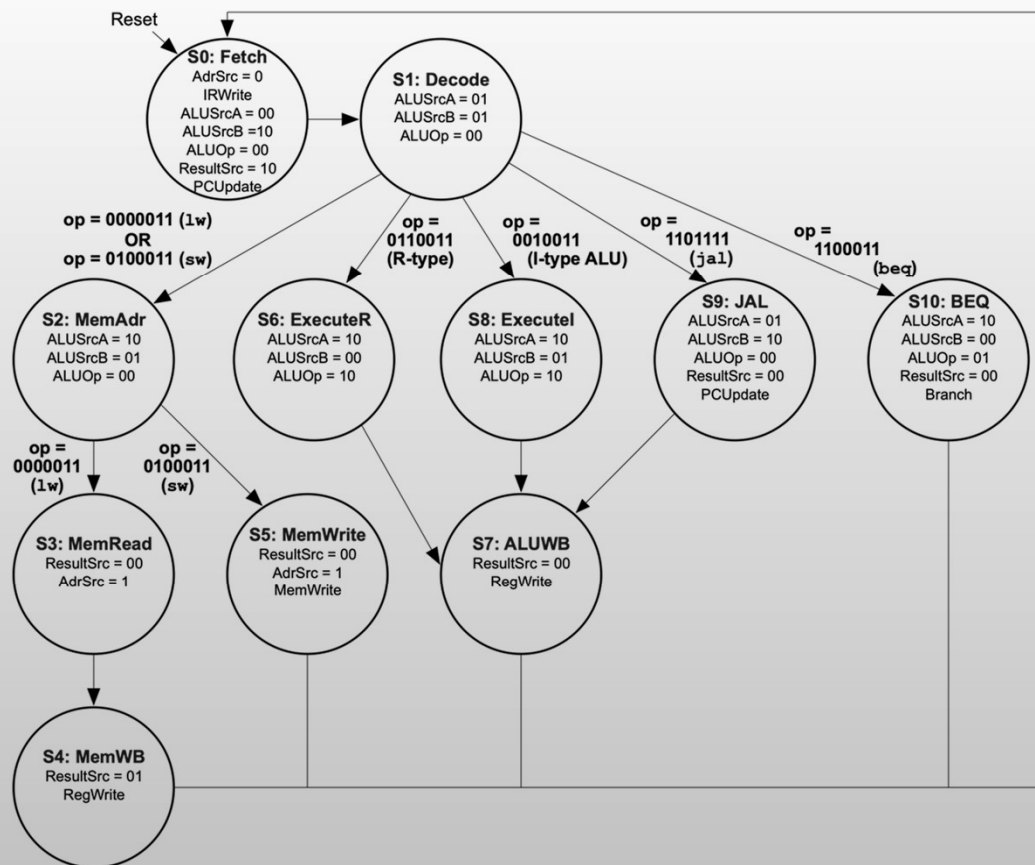 Reset
S0: Fetch
AdrSrc = 0
IRWrite
ALUSrcA = 00
ALUSrcB =10
ALUOp = 00
ResultSrc = 10
PCUpdate
S1: Decode
ALUSrcA = 01
ALUSrcB = 01
ALUOp = 00
op = 0000011 (lw)
OR
op = 0100011 (sw)
op =
0110011
(R-type)
op =
0010011
(I-type ALU)
op =
1101111
(jal)
op =
1100011
(beq)
S2: MemAdr
ALUSrcA = 10
ALUSrcB = 01
ALUOp = 00
S6: ExecuteR
ALUSrcA = 10
ALUSrcB = 00
ALUOp = 10
S8: ExecuteI
ALUSrcA = 10
ALUSrcB = 01
ALUOp = 10
S9: JAL
ALUSrcA = 01
ALUSrcB = 10
ALUOp = 00
ResultSrc = 00
PCUpdate
S10: BEQ
ALUSrcA = 10
ALUSrcB = 00
ALUOp = 01
ResultSrc = 00
Branch
op =
0000011
(lw)
op =
0100011
(sw)
S3: MemRead
ResultSrc = 00
AdrSrc = 1
S5: MemWrite
ResultSrc = 00
AdrSrc = 1
MemWrite
S7: ALUWB
ResultSrc = 00
RegWrite
S4: MemWB
ResultSrc = 01
RegWrite